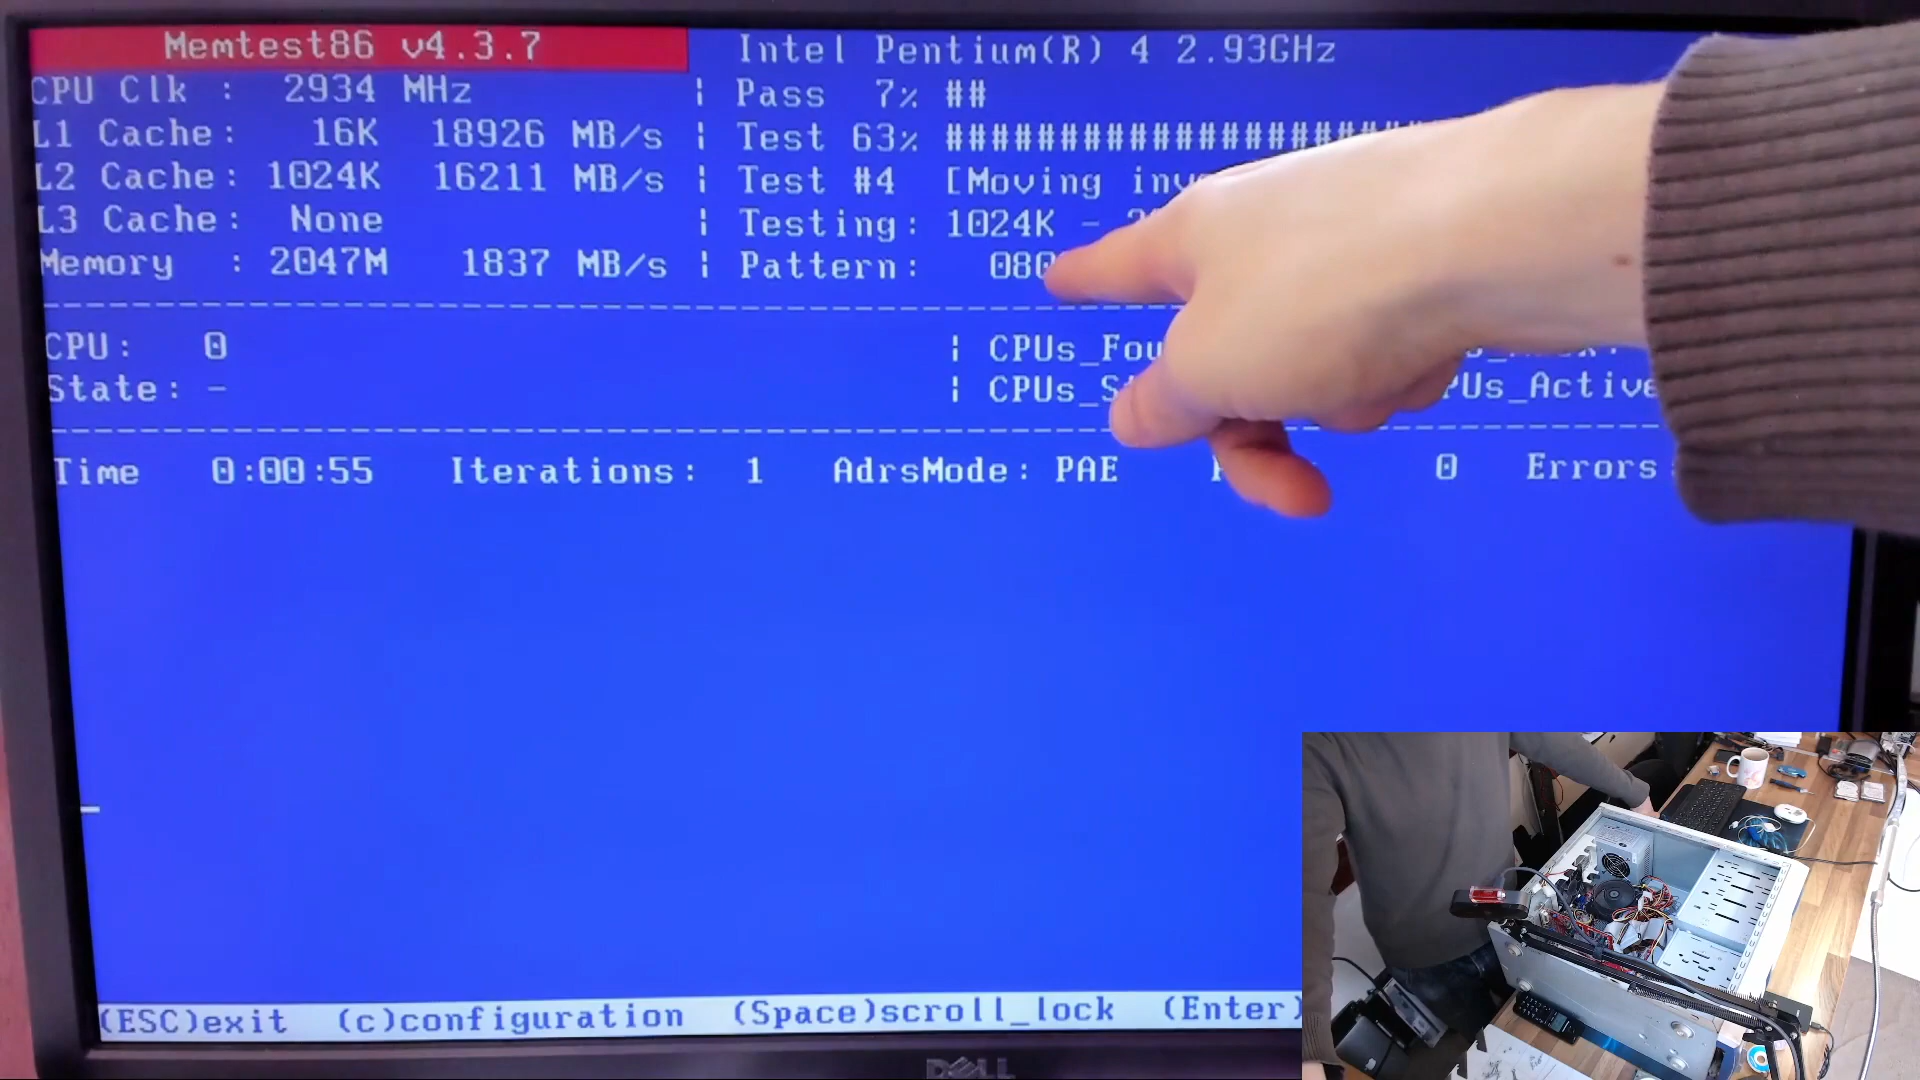 Memtest86 v4.3.7 Intel Pentium(R) 4 2.93GHz
CPU Clk : 2934 MHz | Pass 7% ##
L1 Cache: 16K 18926 MB/s | Test 63% #####################
L2 Cache: 1024K 16211 MB/s | Test #4 [Moving
L3 Cache: None | Testing: 1024K -
Memory : 2047M 1837 MB/s | Pattern: 080
CPU: 0 |
State: - | CPUs_Active
Time 0:00:55 Iterations: 1 AdrsMode: PAE 0 Errors
(ESC)exit (c)configuration (Space)scroll_lock (Enter)
DELL